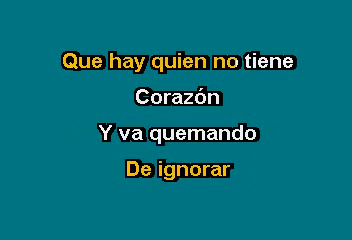 Que hay quien no tiene
Corazón
Y va quemando
De ignorar